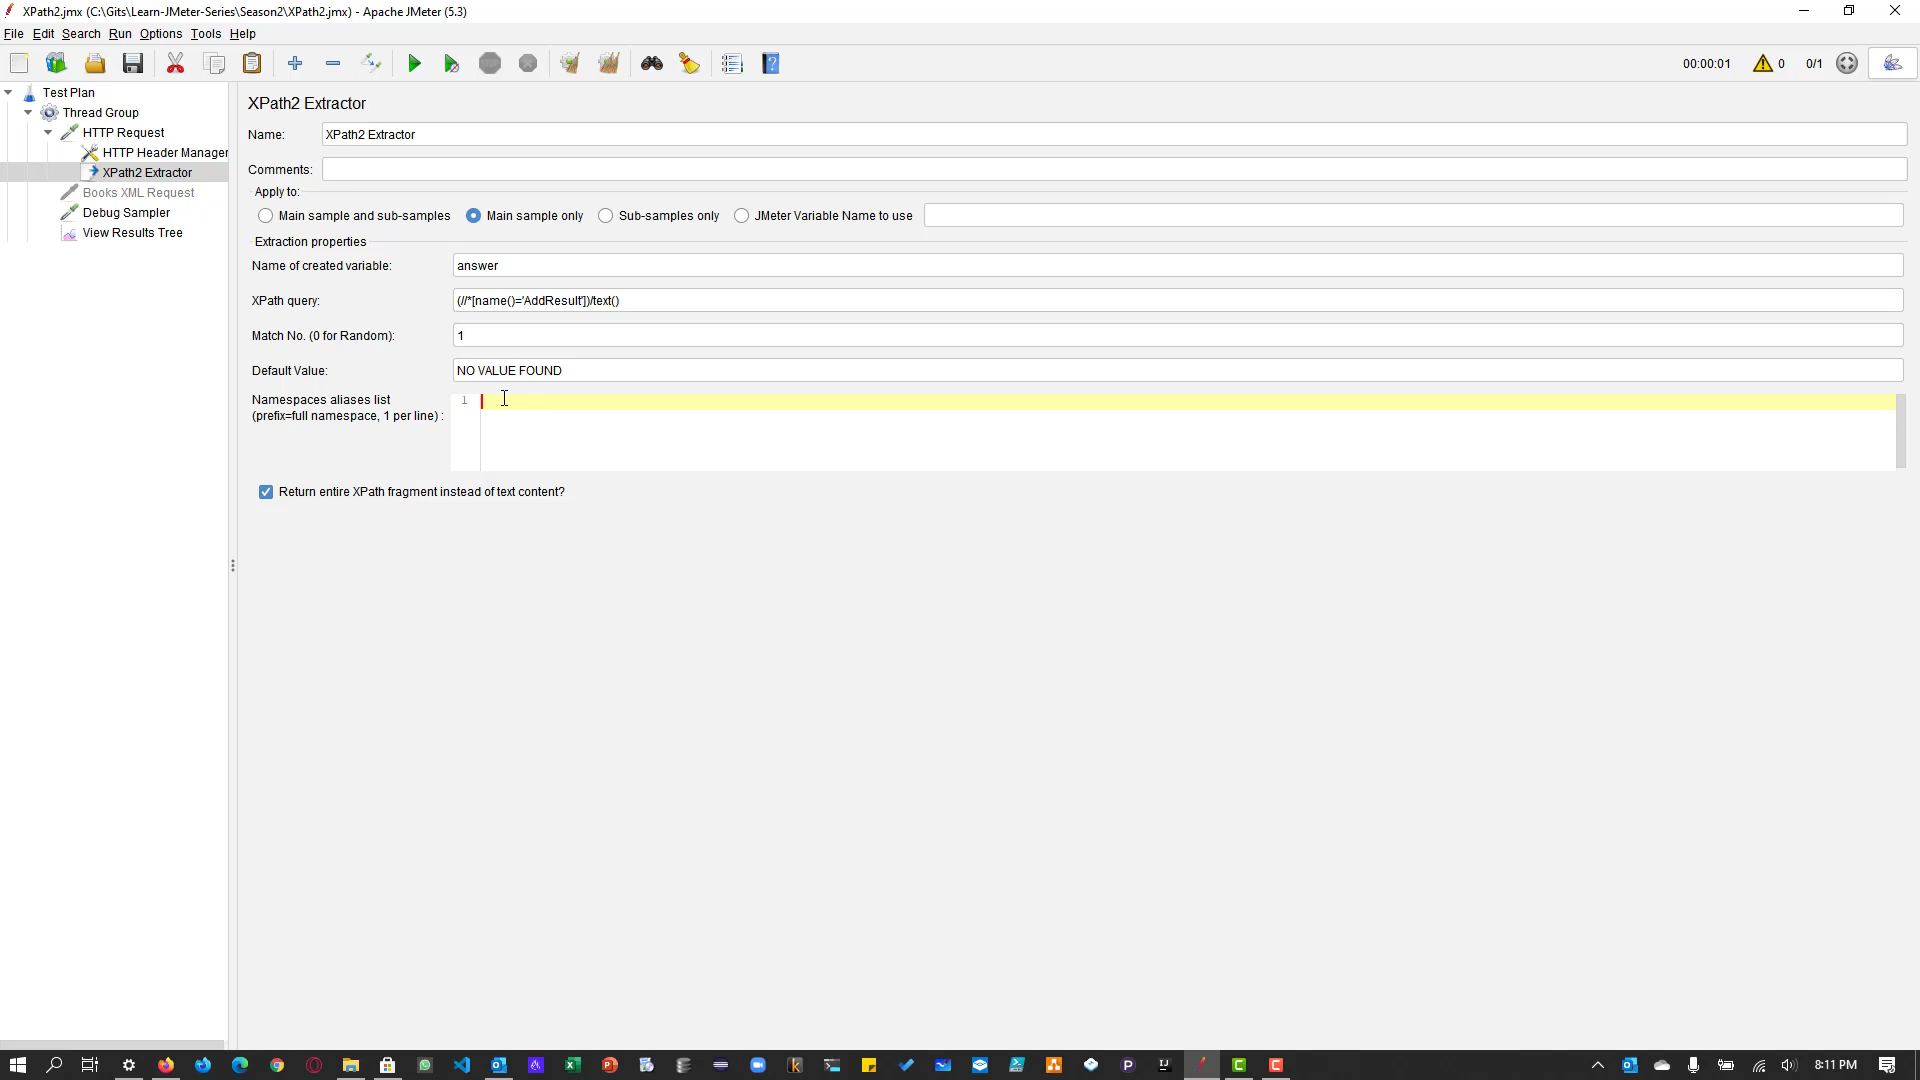 XPath2.jmx (C:\Gits\Learn-JMeter-Series\Season2\XPath2.jmx) - Apache JMeter (5.3)
File Edit Search Run Options Tools Help
00:00:01 0 0/1
Test Plan
Thread Group
HTTP Request
HTTP Header Manager
XPath2 Extractor
Books XML Request
Debug Sampler
View Results Tree
XPath2 Extractor
Name: XPath2 Extractor
Comments:
Apply to:
Main sample and sub-samples Main sample only Sub-samples only JMeter Variable Name to use
Extraction properties
Name of created variable: answer
XPath query: (//*[name()='AddResult'])/text()
Match No. (0 for Random): 1
Default Value: NO VALUE FOUND
Namespaces aliases list 1
(prefix=full namespace, 1 per line) :
Return entire XPath fragment instead of text content?
8:11 PM